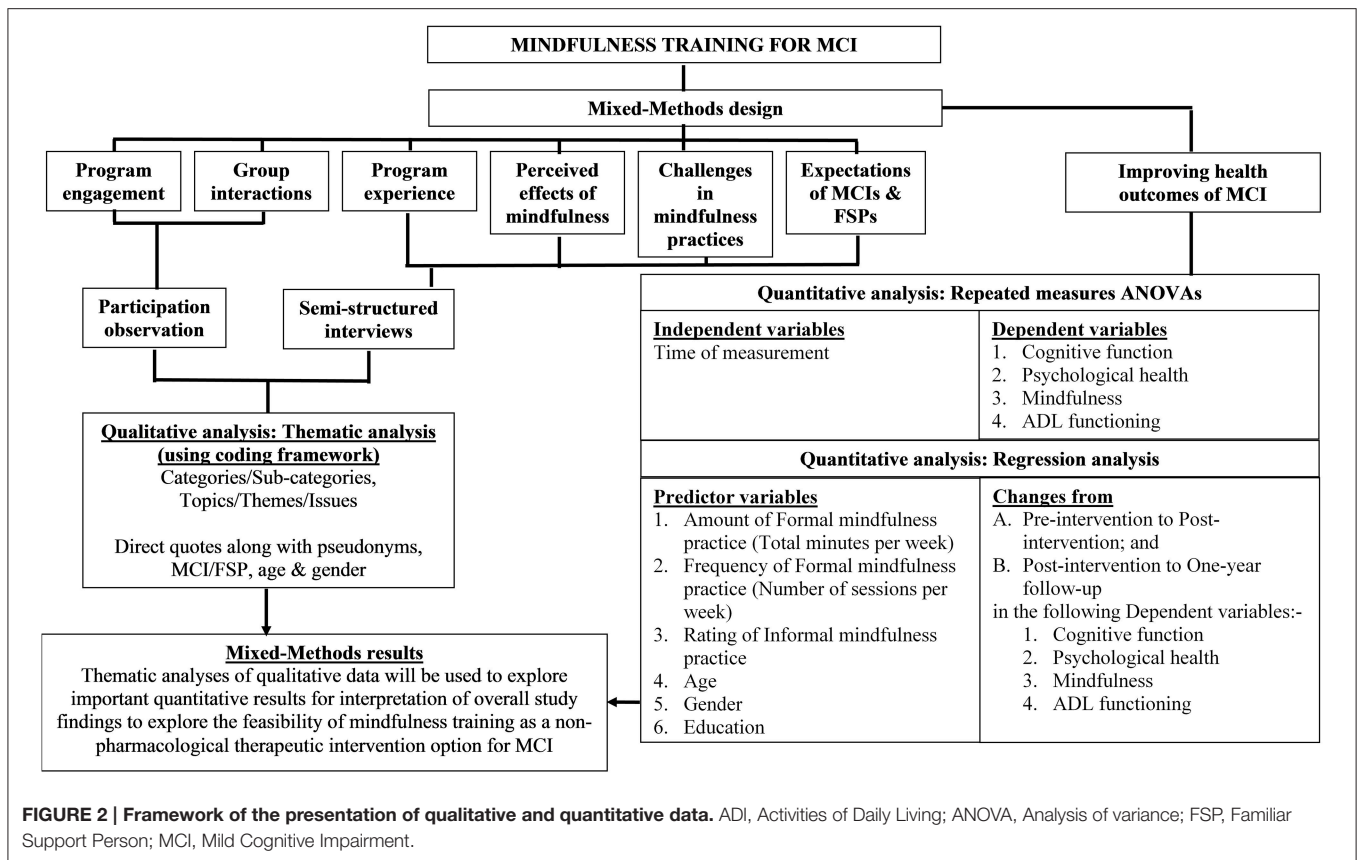 MINDFULNESS TRAINING FOR MCI
Mixed-Methods design
Program
engagement
Group
interactions
Program
experience
Perceived
effects of
mindfulness
Challenges
in
mindfulness
practices
Expectations
of MCIs &
FSPs
Improving health
outcomes of MCI
Participation
observation
Semi-structured
interviews
Qualitative analysis: Thematic analysis
(using coding framework)
Categories/Sub-categories,
Topics/Themes/Issues
Direct quotes along with pseudonyms,
MCI/FSP, age & gender
Quantitative analysis: Repeated measures ANOVAs
Independent variables
Time of measurement
Dependent variables
1. Cognitive function
2. Psychological health
3. Mindfulness
4. ADL functioning
Quantitative analysis: Regression analysis
Predictor variables
1. Amount of Formal mindfulness
practice (Total minutes per week)
2. Frequency of Formal mindfulness
practice (Number of sessions per
week)
3. Rating of Informal mindfulness
practice
4. Age
5. Gender
6. Education
Changes from
A. Pre-intervention to Post-
intervention; and
B. Post-intervention to One-year
follow-up
in the following Dependent variables:-
1. Cognitive function
2. Psychological health
3. Mindfulness
4. ADL functioning
Mixed-Methods results
Thematic analyses of qualitative data will be used to explore
important quantitative results for interpretation of overall study
findings to explore the feasibility of mindfulness training as a non-
pharmacological therapeutic intervention option for MCI
FIGURE 2 | Framework of the presentation of qualitative and quantitative data. ADI, Activities of Daily Living; ANOVA, Analysis of variance; FSP, Familiar
Support Person; MCI, Mild Cognitive Impairment.